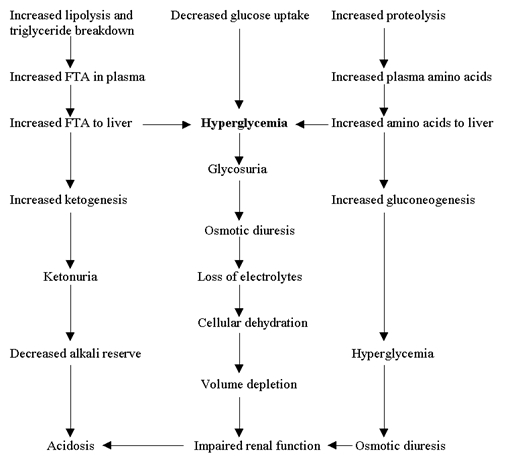 Increased lipolysis and
triglyceride breakdown
Decreased glucose uptake
Increased proteolysis
Increased FTA in plasma
Increased plasma amino acids
Increased FTA to liver
Hyperglycemia
Increased amino acids to liver
Glycosuria
Increased ketogenesis
Increased gluconeogenesis
Osmotic diuresis
Ketonuria
Loss of electrolytes
Cellular dehydration
Decreased alkali reserve
Hyperglycemia
Volume depletion
Acidosis
Impaired renal function
Osmotic diuresis